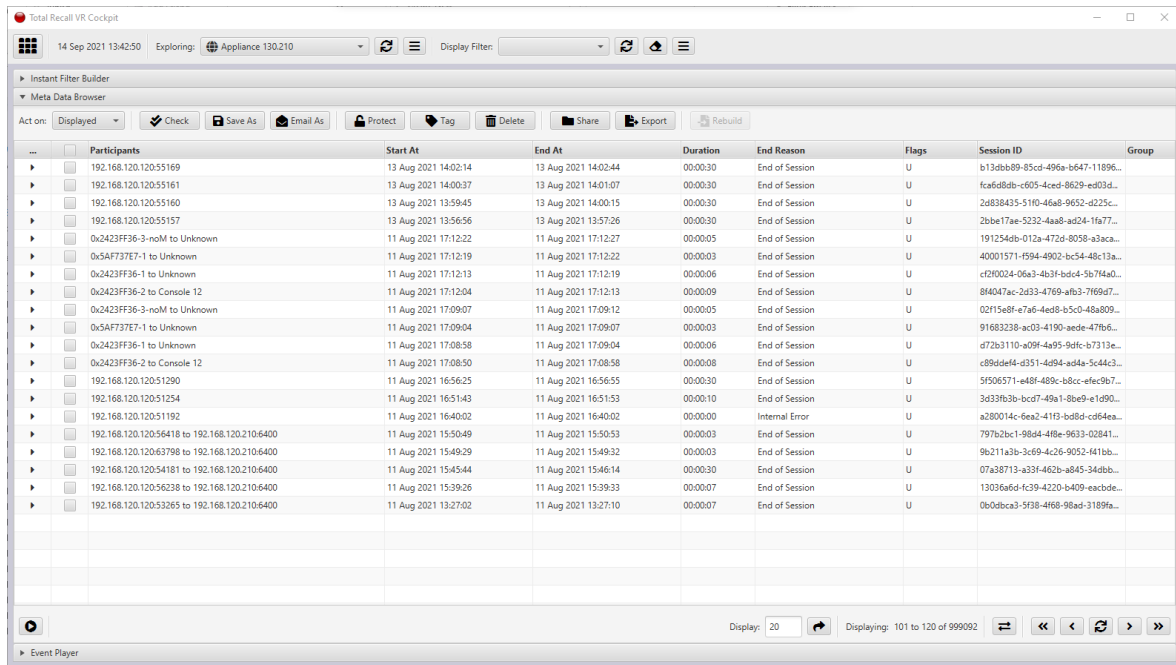 Total Recall VR Cockpit
14 Sep 2021 13:42:50 Exploring: Appliance 130.210 Display Filter:
Instant Filter Builder
Meta Data Browser
Act on: Displayed Check Save As Email As Protect Tag Delete Share Export Rebuild
... Participants Start At End At Duration End Reason Flags Session ID Group
192.168.120.120:55169 13 Aug 2021 14:02:14 13 Aug 2021 14:02:44 00:00:30 End of Session U b13dbb89-85cd-496a-b647-11896...
192.168.120.120:55161 13 Aug 2021 14:00:37 13 Aug 2021 14:01:07 00:00:30 End of Session U fca6d8db-c605-4ced-8629-ed03d...
192.168.120.120:55160 13 Aug 2021 13:59:45 13 Aug 2021 14:00:15 00:00:30 End of Session U 2d838435-51f0-46a8-9652-d225c...
192.168.120.120:55157 13 Aug 2021 13:56:56 13 Aug 2021 13:57:26 00:00:30 End of Session U 2bbe17ae-5232-4aa8-ad24-1fa77...
0x2423FF36-3-noM to Unknown 11 Aug 2021 17:12:22 11 Aug 2021 17:12:27 00:00:05 End of Session U 191254db-012a-472d-8058-a3aca...
0x5AF737E7-1 to Unknown 11 Aug 2021 17:12:19 11 Aug 2021 17:12:22 00:00:03 End of Session U 40001571-f594-4902-bc54-48c13a...
0x2423FF36-1 to Unknown 11 Aug 2021 17:12:13 11 Aug 2021 17:12:19 00:00:06 End of Session U cf2f0024-06a3-4b3f-bdc4-5b7f4a0...
0x2423FF36-2 to Console 12 11 Aug 2021 17:12:04 11 Aug 2021 17:12:13 00:00:09 End of Session U 8f4047ac-2d33-4769-afb3-7f69d7...
0x2423FF36-3-noM to Unknown 11 Aug 2021 17:09:07 11 Aug 2021 17:09:12 00:00:05 End of Session U 02f15e8f-e7a6-4ed8-b5c0-48a809...
0x5AF737E7-1 to Unknown 11 Aug 2021 17:09:04 11 Aug 2021 17:09:07 00:00:03 End of Session U 91683238-ac03-4190-aede-47fb6...
0x2423FF36-1 to Unknown 11 Aug 2021 17:08:58 11 Aug 2021 17:09:04 00:00:06 End of Session U d72b3110-a09f-4a95-9dfc-b7313e...
0x2423FF36-2 to Console 12 11 Aug 2021 17:08:50 11 Aug 2021 17:08:58 00:00:08 End of Session U c89ddef4-d351-4d94-ad4a-5c44c3...
192.168.120.120:51290 11 Aug 2021 16:56:25 11 Aug 2021 16:56:55 00:00:30 End of Session U 5f506571-e48f-489c-b8cc-efec9b7...
192.168.120.120:51254 11 Aug 2021 16:51:43 11 Aug 2021 16:51:53 00:00:10 End of Session U 3d33fb3b-bcd7-49a1-8be9-e1d90...
192.168.120.120:51192 11 Aug 2021 16:40:02 11 Aug 2021 16:40:02 00:00:00 Internal Error U a280014c-6ea2-41f3-bd8d-cd64ea...
192.168.120.120:56418 to 192.168.120.210:6400 11 Aug 2021 15:50:49 11 Aug 2021 15:50:53 00:00:03 End of Session U 797b2bc1-98d4-4f8e-9633-02841...
192.168.120.120:63798 to 192.168.120.210:6400 11 Aug 2021 15:49:29 11 Aug 2021 15:49:32 00:00:03 End of Session U 9b211a3b-3c69-4c26-9052-f41bb...
192.168.120.120:54181 to 192.168.120.210:6400 11 Aug 2021 15:45:44 11 Aug 2021 15:46:14 00:00:30 End of Session U 07a38713-a33f-462b-a845-34dbb...
192.168.120.120:56238 to 192.168.120.210:6400 11 Aug 2021 15:39:26 11 Aug 2021 15:39:33 00:00:07 End of Session U 13036a6d-fc39-4220-b409-eacbde...
192.168.120.120:53265 to 192.168.120.210:6400 11 Aug 2021 13:27:02 11 Aug 2021 13:27:10 00:00:07 End of Session U 0b0dbca3-5f38-4f68-98ad-3189fa...
Display: 20 Displaying: 101 to 120 of 999092
Event Player